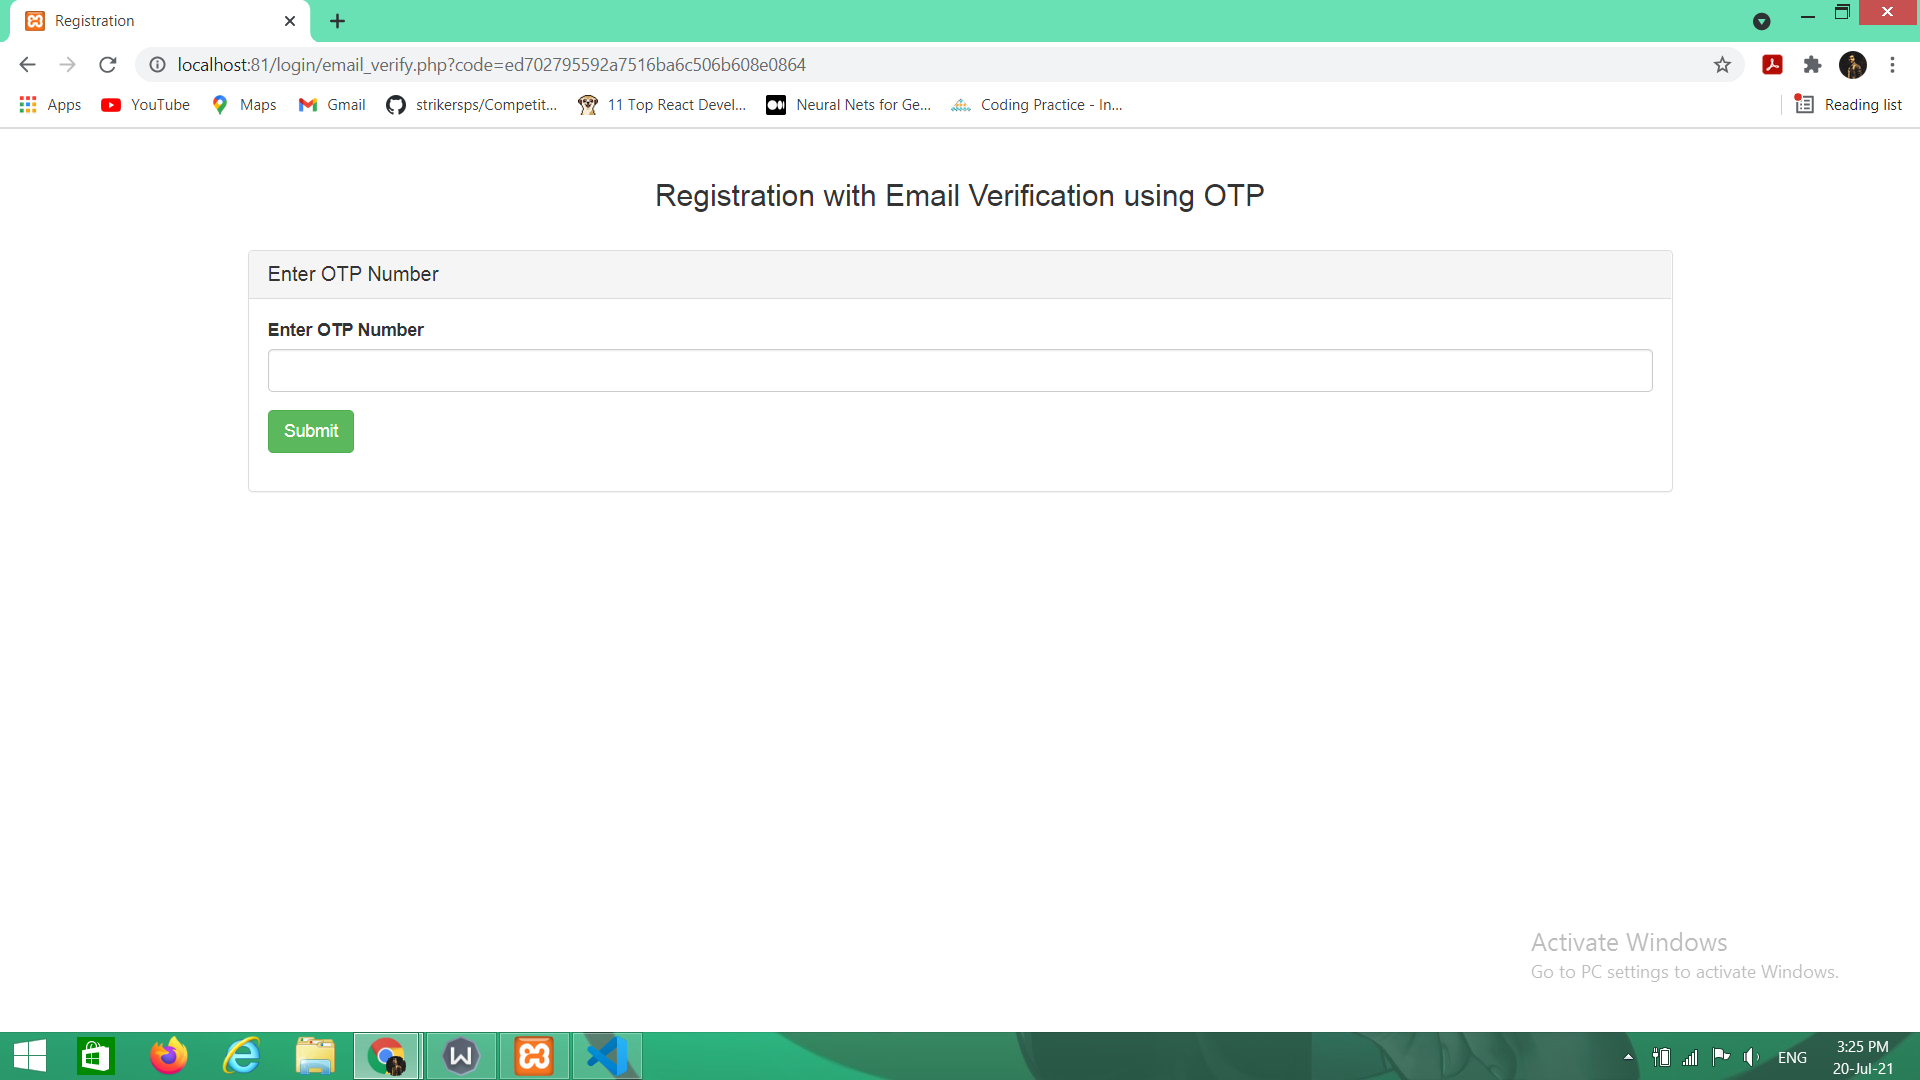 Registration
localhost:81/login/email_verify.php?code=ed702795592a7516ba6c506b608e0864
Apps YouTube Maps Gmail strikersps/Competit... 11 Top React Devel... Neural Nets for Ge... Coding Practice - In... Reading list
Registration with Email Verification using OTP
Enter OTP Number
Enter OTP Number
Submit
Activate Windows
Go to PC settings to activate Windows.
ENG
3:25 PM
20-Jul-21